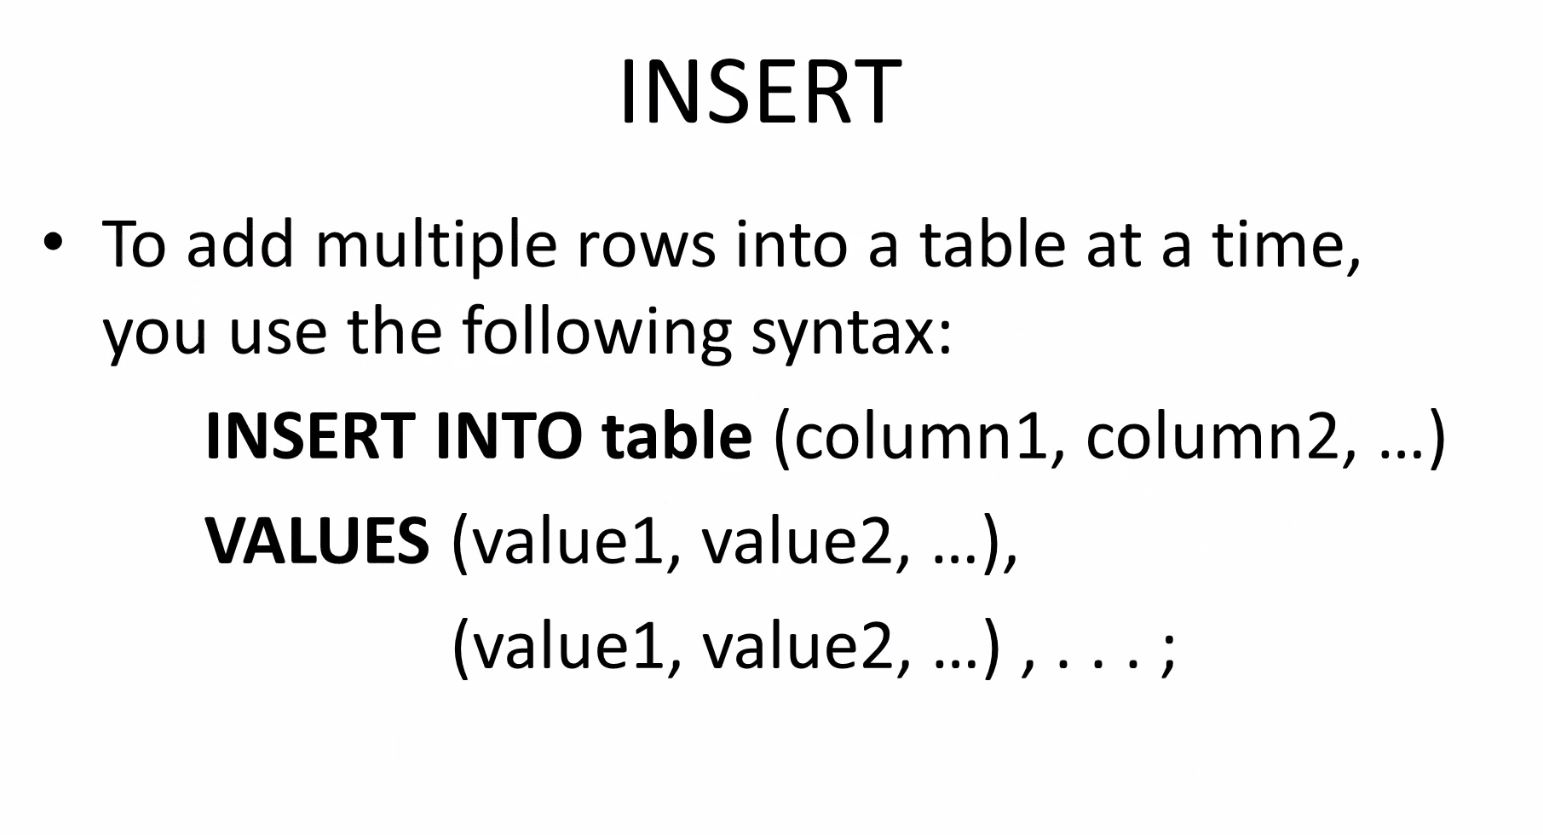 INSERT
• To add multiple rows into a table at a time,
you use the following syntax:
INSERT INTO table (column1, column2, …)
VALUES (value1, value2, …),
(value1, value2, …) , . . . ;